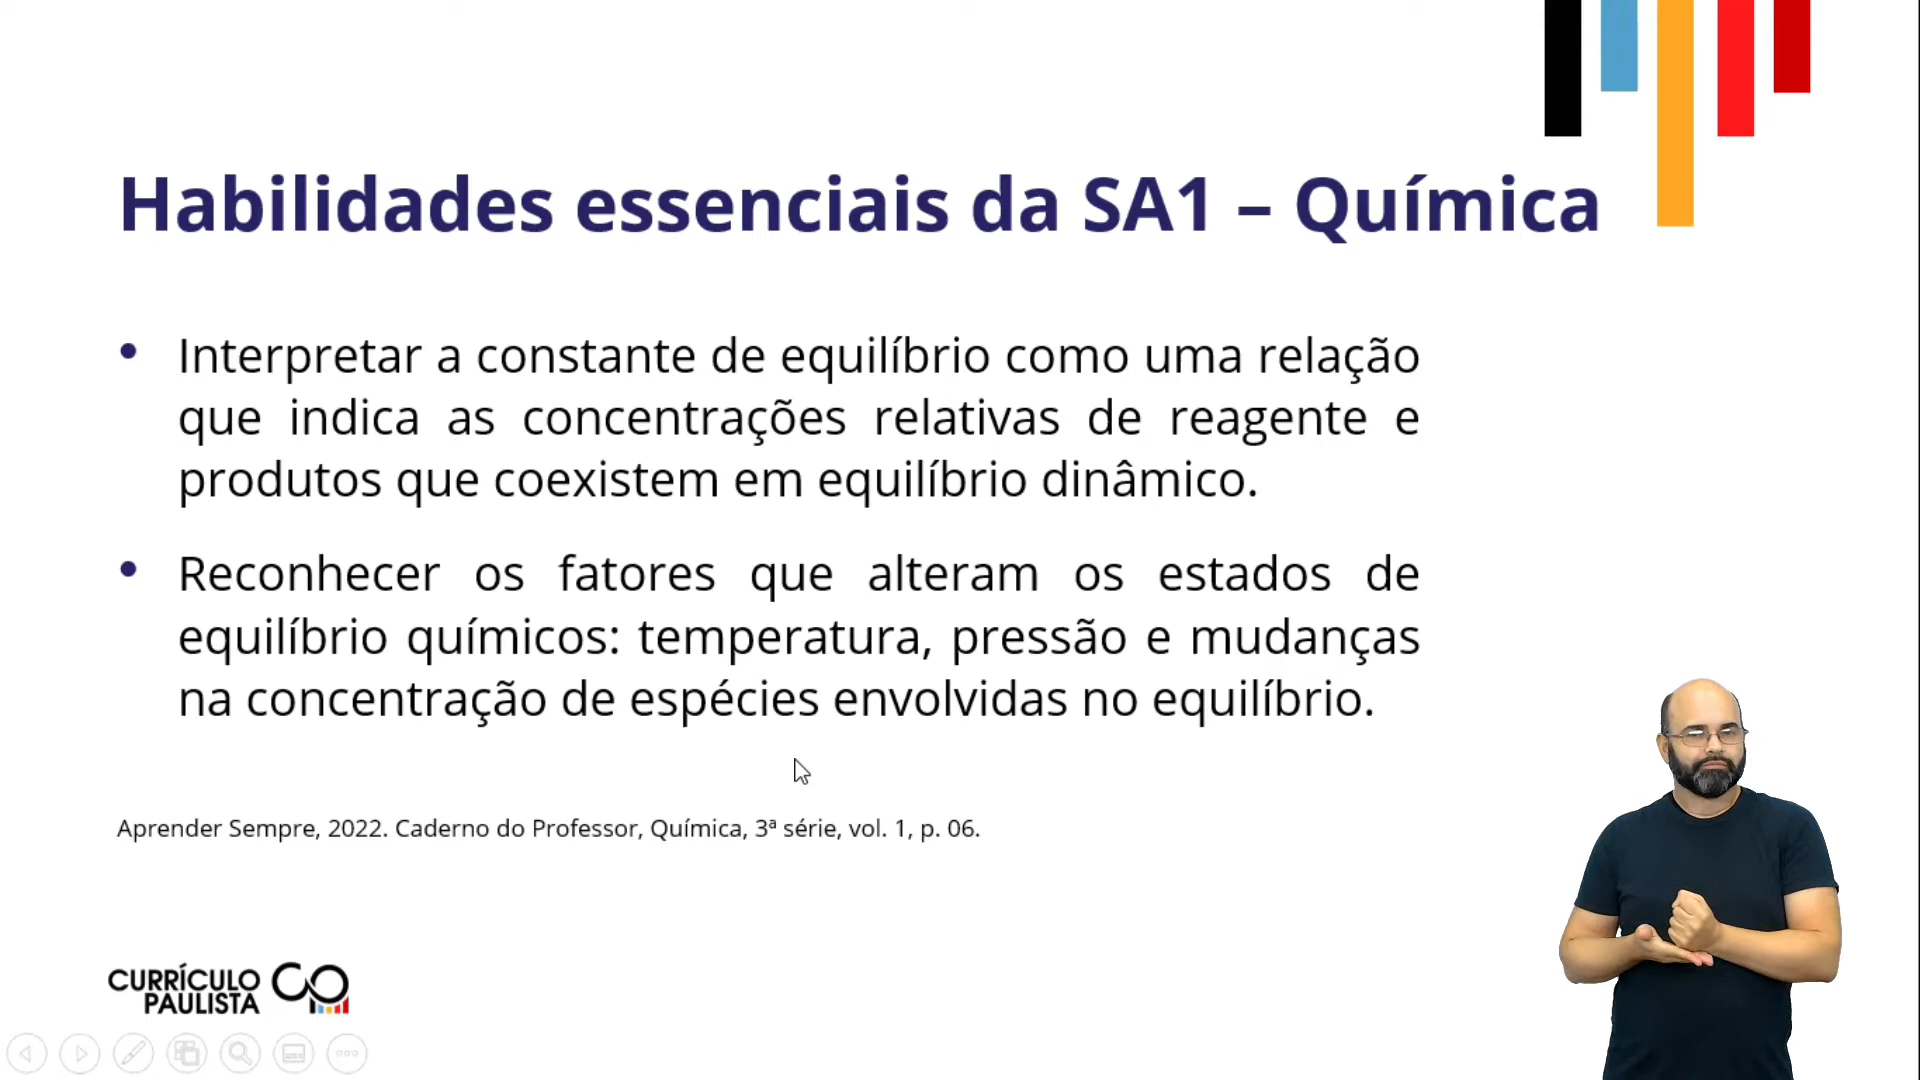 Habilidades essenciais da SA1 – Química
• Interpretar a constante de equilíbrio como uma relação
que indica as concentrações relativas de reagente e
produtos que coexistem em equilíbrio dinâmico.
• Reconhecer os fatores que alteram os estados de
equilíbrio químicos: temperatura, pressão e mudanças
na concentração de espécies envolvidas no equilíbrio.
Aprender Sempre, 2022. Caderno do Professor, Química, 3ª série, vol. 1, p. 06.
CURRÍCULO
PAULISTA